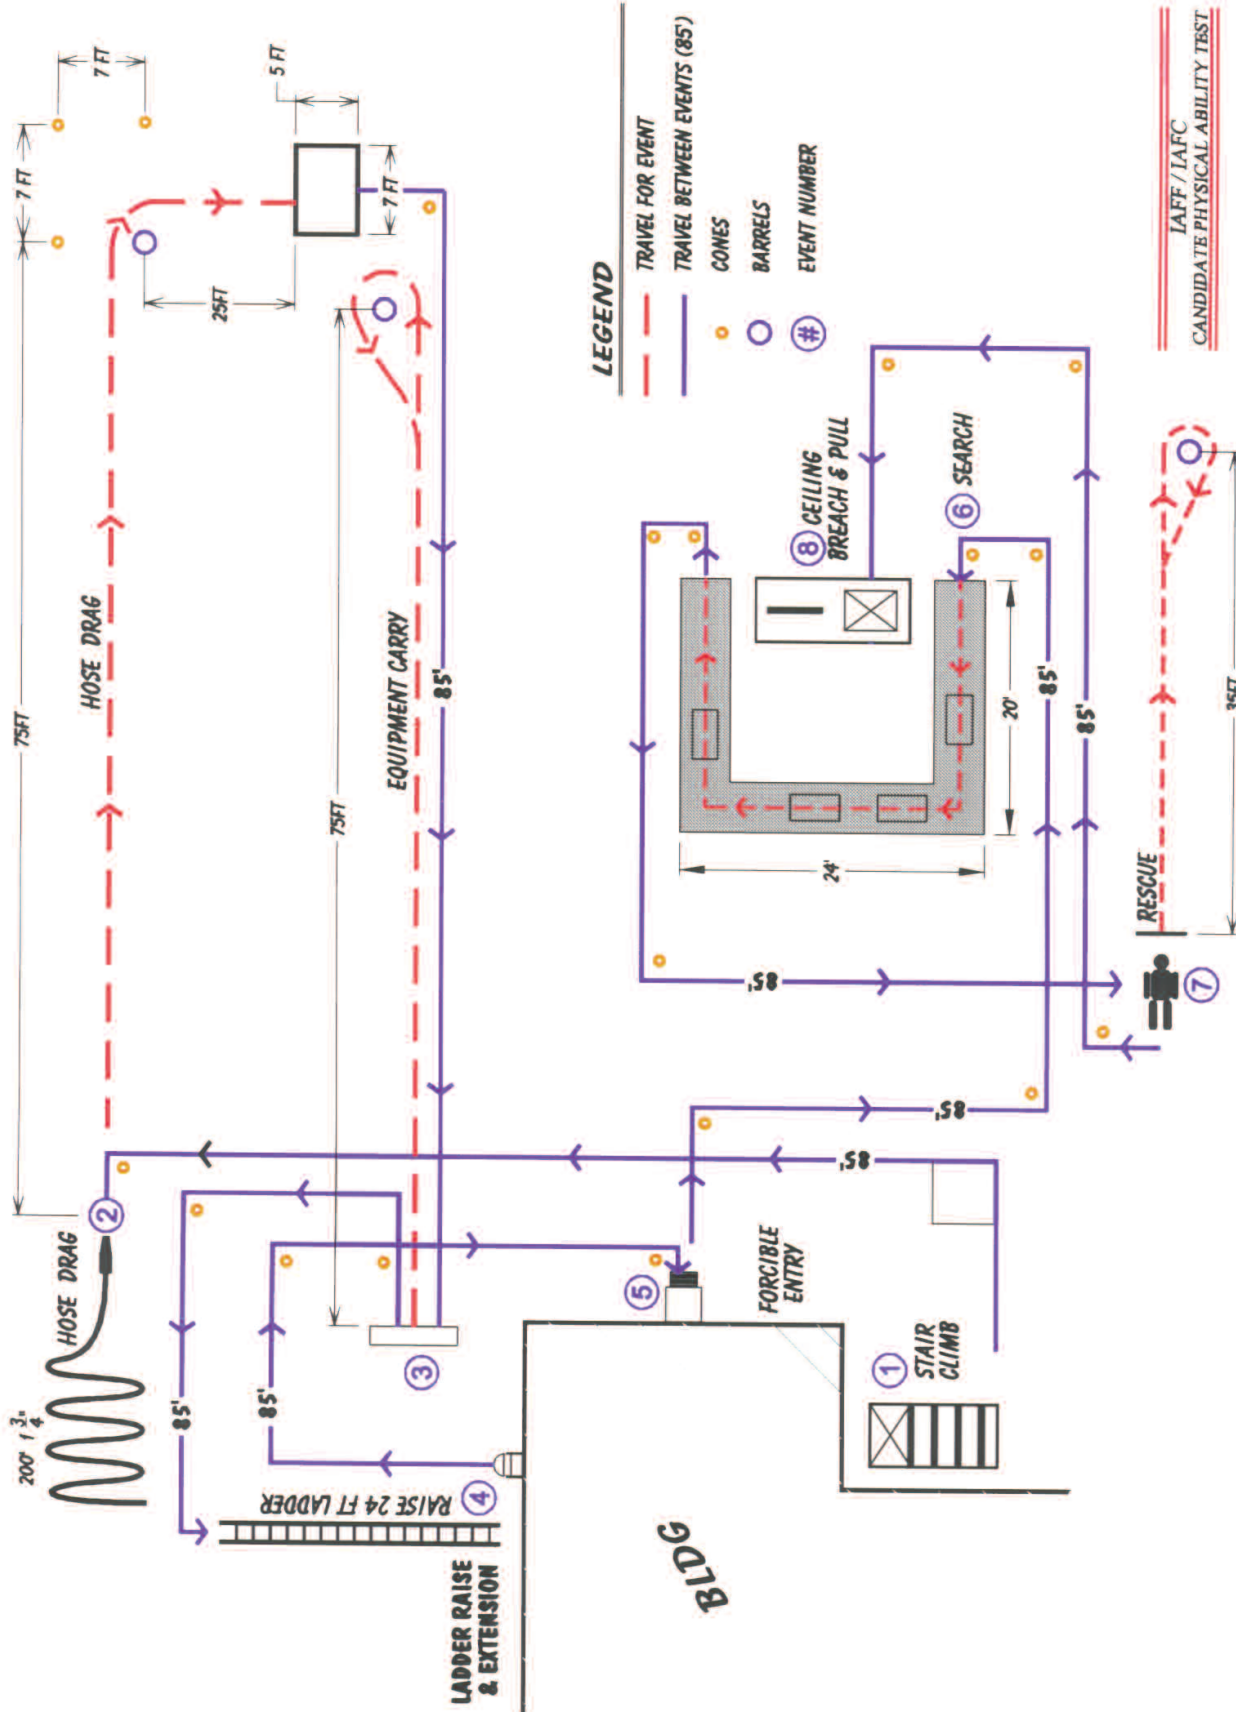 200' 1 3/4"
HOSE DRAG
2
75FT
HOSE DRAG
7 FT
7 FT
25FT
5 FT
7 FT
75FT
EQUIPMENT CARRY
85'
3
85'
85'
RAISE 24 FT LADDER
4
LADDER RAISE
& EXTENSION
BLDG
5
FORCIBLE
ENTRY
1
STAIR
CLIMB
85'
85'
85'
24'
20'
85'
85'
8 CEILING
BREACH & PULL
6 SEARCH
RESCUE
7
35FT
LEGEND
TRAVEL FOR EVENT
TRAVEL BETWEEN EVENTS (85')
CONES
BARRELS
# EVENT NUMBER
IAFF / IAFC
CANDIDATE PHYSICAL ABILITY TEST